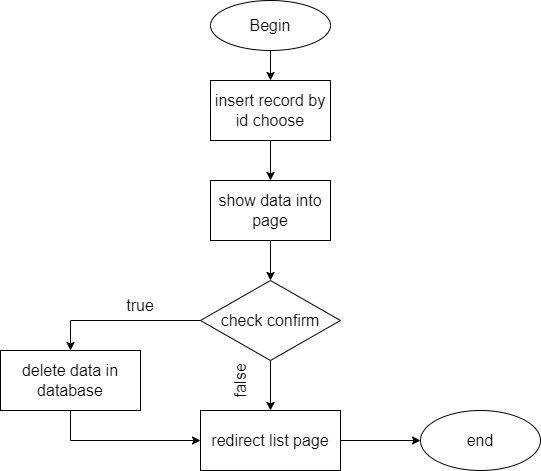 Begin
insert record by
id choose
show data into
page
check confirm
true
false
delete data in
database
redirect list page
end